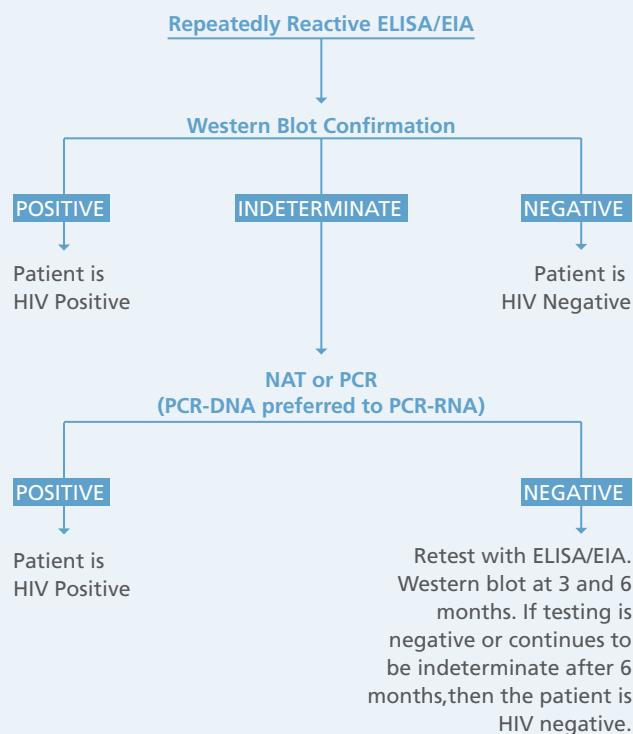 Repeatedly Reactive ELISA/EIA
Western Blot Confirmation
POSITIVE
INDETERMINATE
NEGATIVE
Patient is
HIV Positive
Patient is
HIV Negative
NAT or PCR
(PCR-DNA preferred to PCR-RNA)
POSITIVE
NEGATIVE
Patient is
HIV Positive
Retest with ELISA/EIA.
Western blot at 3 and 6
months. If testing is
negative or continues to
be indeterminate after 6
months,then the patient is
HIV negative.